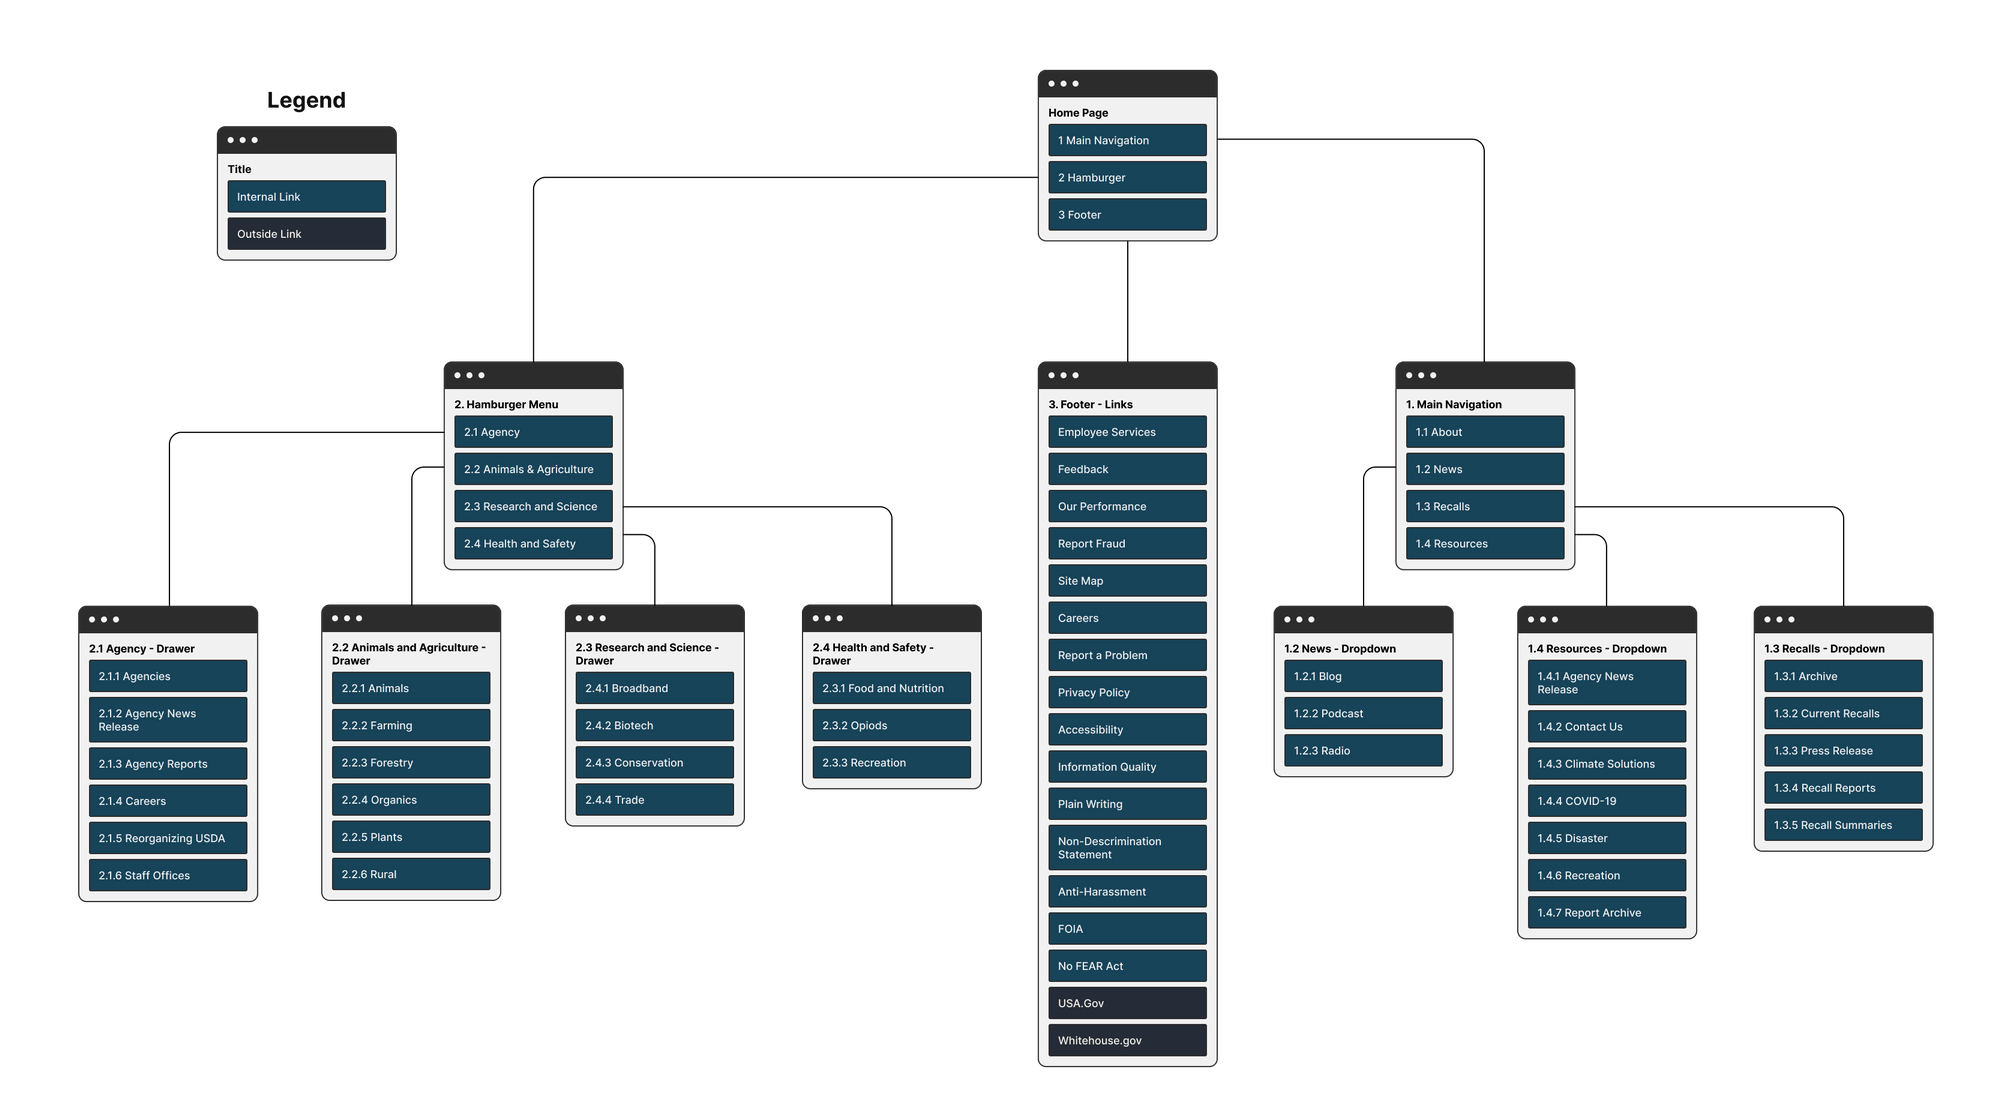 Legend
Title
Internal Link
Outside Link
Home Page
1 Main Navigation
2 Hamburger
3 Footer
2. Hamburger Menu
2.1 Agency
2.2 Animals & Agriculture
2.3 Research and Science
2.4 Health and Safety
3. Footer - Links
Employee Services
Feedback
Our Performance
Report Fraud
Site Map
Careers
Report a Problem
Privacy Policy
Accessibility
Information Quality
Plain Writing
Non-Descrimination
Statement
Anti-Harassment
FOIA
No FEAR Act
USA.Gov
Whitehouse.gov
1. Main Navigation
1.1 About
1.2 News
1.3 Recalls
1.4 Resources
2.1 Agency - Drawer
2.1.1 Agencies
2.1.2 Agency News
Release
2.1.3 Agency Reports
2.1.4 Careers
2.1.5 Reorganizing USDA
2.1.6 Staff Offices
2.2 Animals and Agriculture -
Drawer
2.2.1 Animals
2.2.2 Farming
2.2.3 Forestry
2.2.4 Organics
2.2.5 Plants
2.2.6 Rural
2.3 Research and Science -
Drawer
2.4.1 Broadband
2.4.2 Biotech
2.4.3 Conservation
2.4.4 Trade
2.4 Health and Safety -
Drawer
2.3.1 Food and Nutrition
2.3.2 Opiods
2.3.3 Recreation
1.2 News - Dropdown
1.2.1 Blog
1.2.2 Podcast
1.2.3 Radio
1.4 Resources - Dropdown
1.4.1 Agency News
Release
1.4.2 Contact Us
1.4.3 Climate Solutions
1.4.4 COVID-19
1.4.5 Disaster
1.4.6 Recreation
1.4.7 Report Archive
1.3 Recalls - Dropdown
1.3.1 Archive
1.3.2 Current Recalls
1.3.3 Press Release
1.3.4 Recall Reports
1.3.5 Recall Summaries